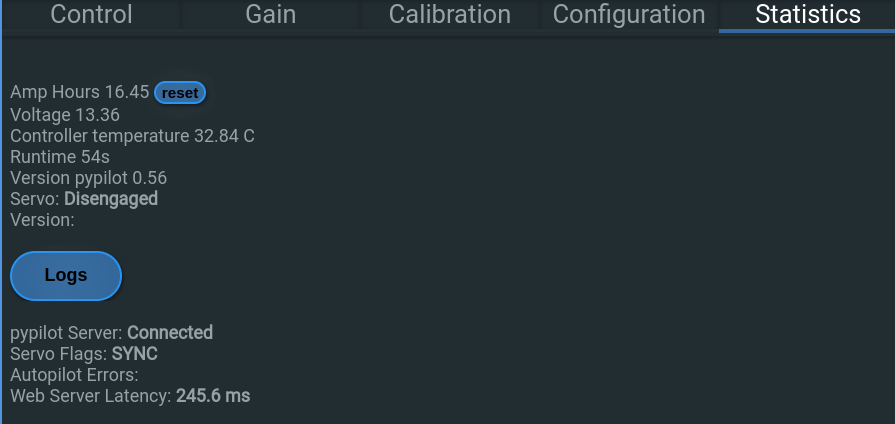 Control Gain Calibration Configuration Statistics
Amp Hours 16.45 reset
Voltage 13.36
Controller temperature 32.84 C
Runtime 54s
Version pypilot 0.56
Servo: Disengaged
Version:
Logs
pypilot Server: Connected
Servo Flags: SYNC
Autopilot Errors:
Web Server Latency: 245.6 ms